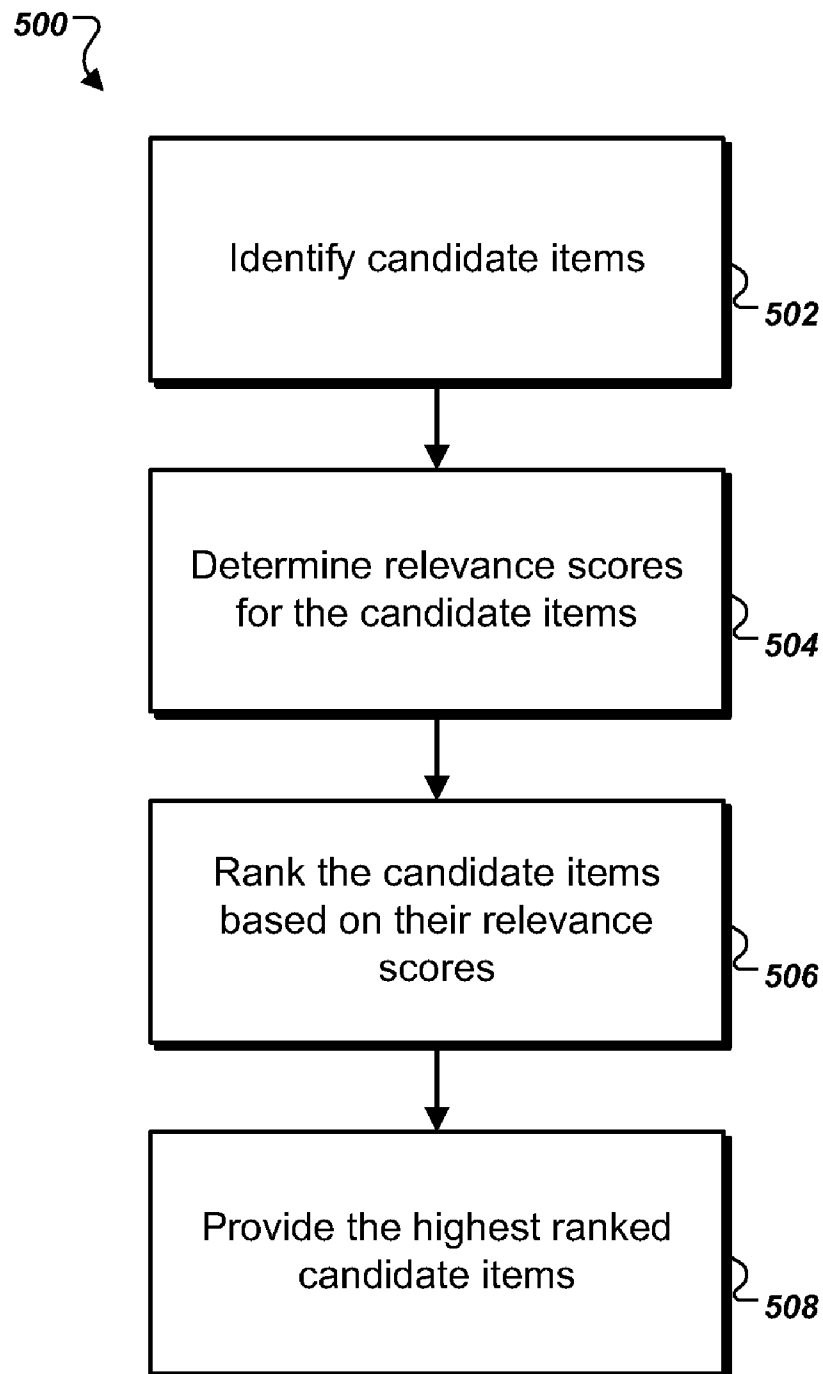 500
Identify candidate items
502
Determine relevance scores
for the candidate items
504
Rank the candidate items
based on their relevance
scores
506
Provide the highest ranked
candidate items
508